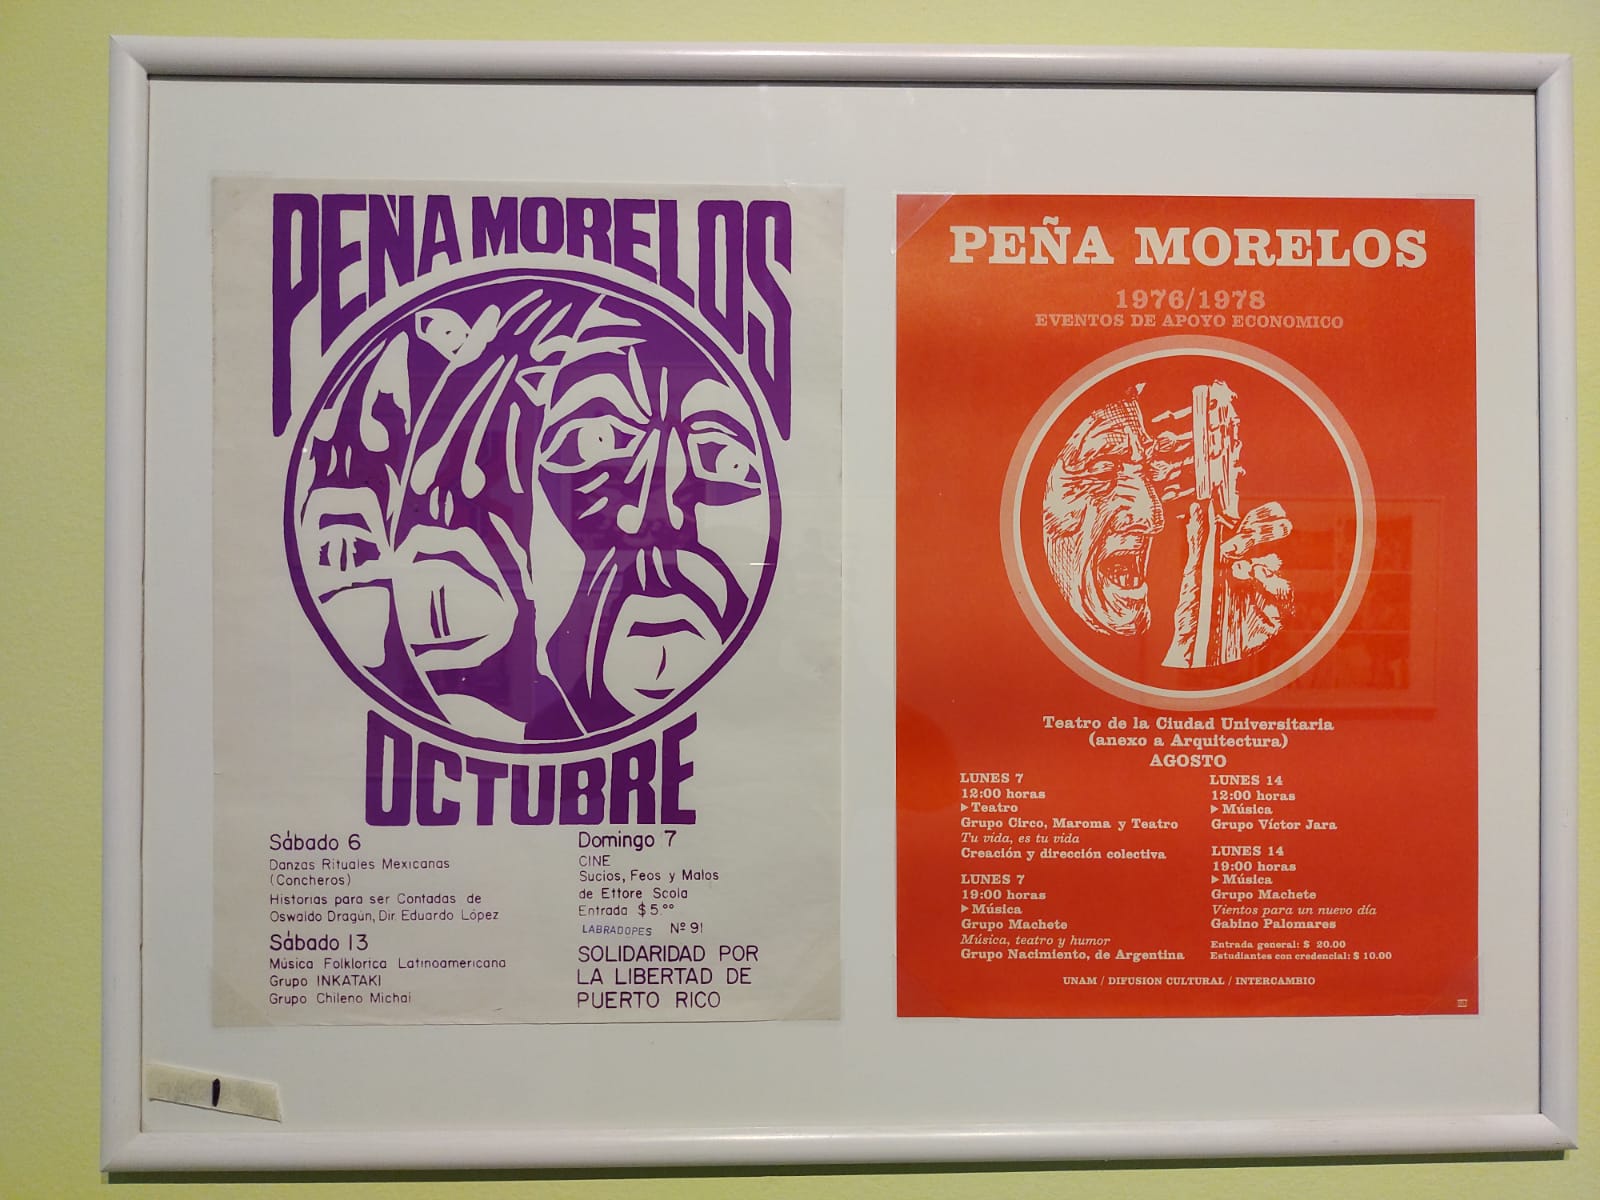 PEÑA MORELOS
OCTUBRE
Sábado 6
Danzas Rituales Mexicanas
(Concheros)
Historias para ser Contadas de
Oswaldo Dragún, Dir. Eduardo López
Sábado 13
Música Folklorica Latinoamericana
Grupo INKATAKI
Grupo Chileno Michai
Domingo 7
CINE
Sucios, Feos y Malos
de Ettore Scola
Entrada $5.00
LABRADORES Nº 91
SOLIDARIDAD POR
LA LIBERTAD DE
PUERTO RICO
PEÑA MORELOS
1976/1978
EVENTOS DE APOYO ECONOMICO
Teatro de la Ciudad Universitaria
(anexo a Arquitectura)
AGOSTO
LUNES 7
12:00 horas
▸ Teatro
Grupo Circo, Maroma y Teatro
Tu vida, es tu vida
Creación y dirección colectiva
LUNES 7
19:00 horas
▸ Música
Grupo Machete
Música, teatro y humor
Grupo Nacimiento, de Argentina
LUNES 14
12:00 horas
▸ Música
Grupo Víctor Jara
LUNES 14
19:00 horas
▸ Música
Grupo Machete
Vientos para un nuevo día
Gabino Palomares
Entrada general: $ 20.00
Estudiantes con credencial: $ 10.00
UNAM / DIFUSION CULTURAL / INTERCAMBIO